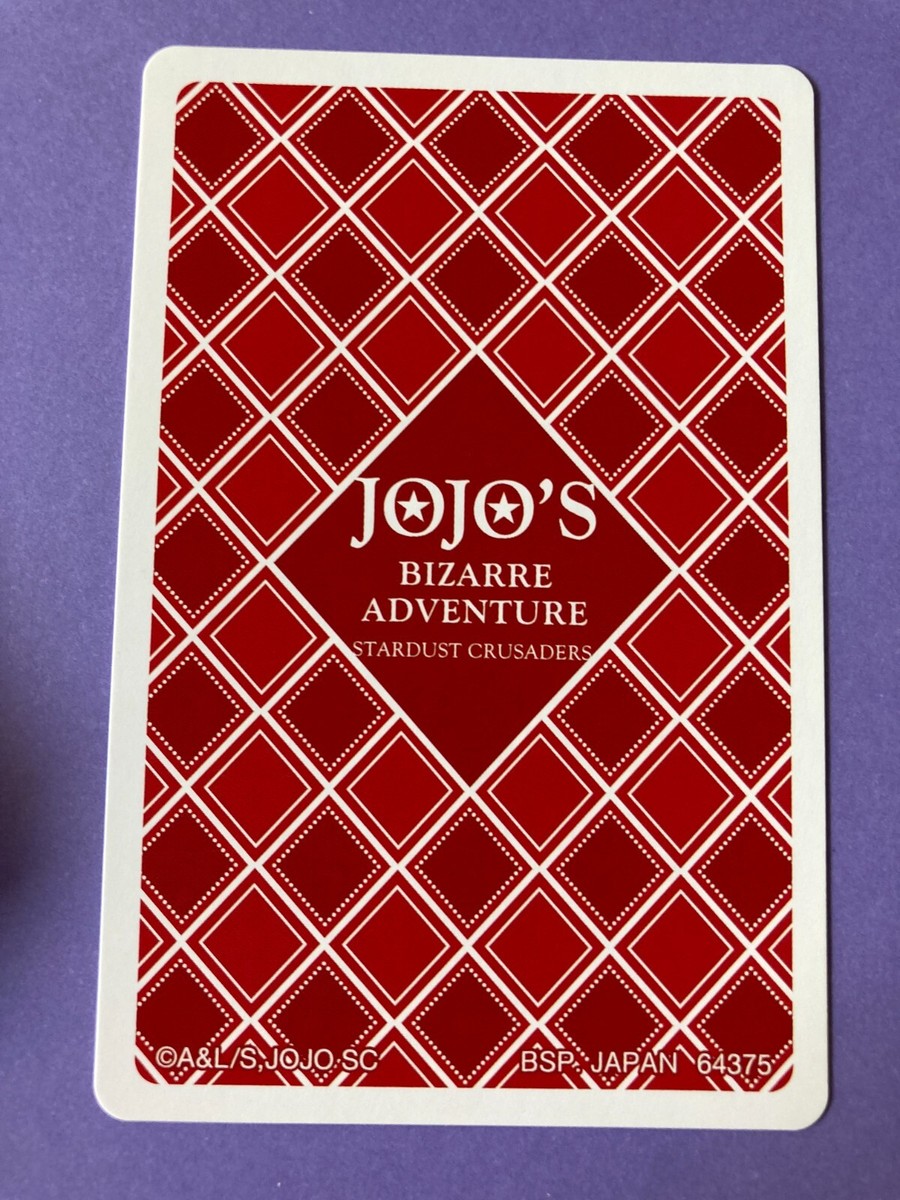 JOJO'S
BIZARRE
ADVENTURE
STARDUST CRUSADERS
©A&L/S,JOJO.SC BSP. JAPAN 64375